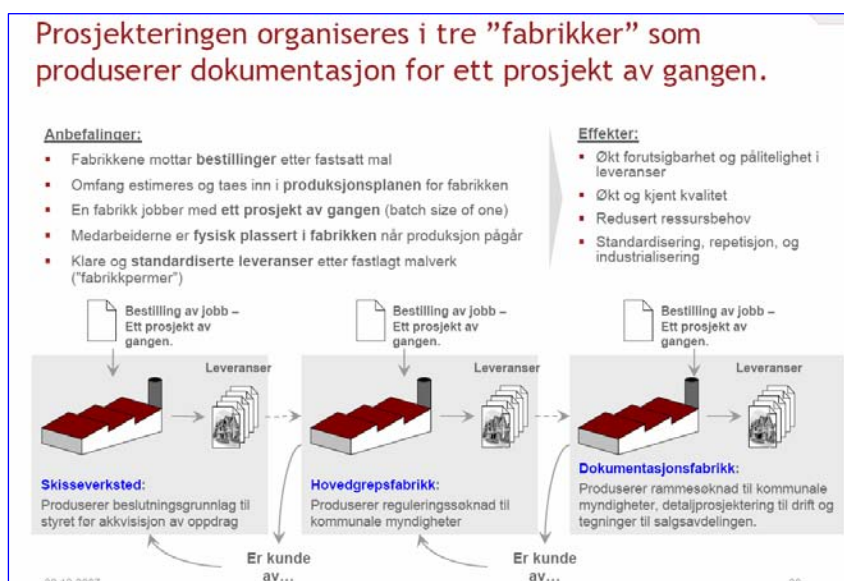 Prosjekteringen organiseres i tre ”fabrikker” som
produserer dokumentasjon for ett prosjekt av gangen.
Anbefalinger:
Fabrikkene mottar bestillinger etter fastsatt mal
Omfang estimeres og taes inn i produksjonsplanen for fabrikken
En fabrikk jobber med ett prosjekt av gangen (batch size of one)
Medarbeiderne er fysisk plassert i fabrikken når produksjon pågår
Klare og standardiserte leveranser etter fastlagt malverk
("fabrikkpermer")
Effekter:
Økt forutsigbarhet og pålitelighet i
leveranser
Økt og kjent kvalitet
Redusert ressursbehov
Standardisering, repetisjon, og
industrialisering
Bestilling av jobb –
Ett prosjekt av
gangen.
Leveranser
Skisseverksted:
Produserer beslutningsgrunnlag til
styret før akkvisisjon av oppdrag
Bestilling av jobb –
Ett prosjekt av
gangen.
Leveranser
Hovedgrepsfabrikk:
Produserer reguleringssøknad til
kommunale myndigheter
Bestilling av jobb –
Ett prosjekt av
gangen.
Leveranser
Dokumentasjonsfabrikk:
Produserer rammesøknad til kommunale
myndigheter, detaljprosjektering til drift og
tegninger til salgsavdelingen.
Er kunde
av...
Er kunde
av...